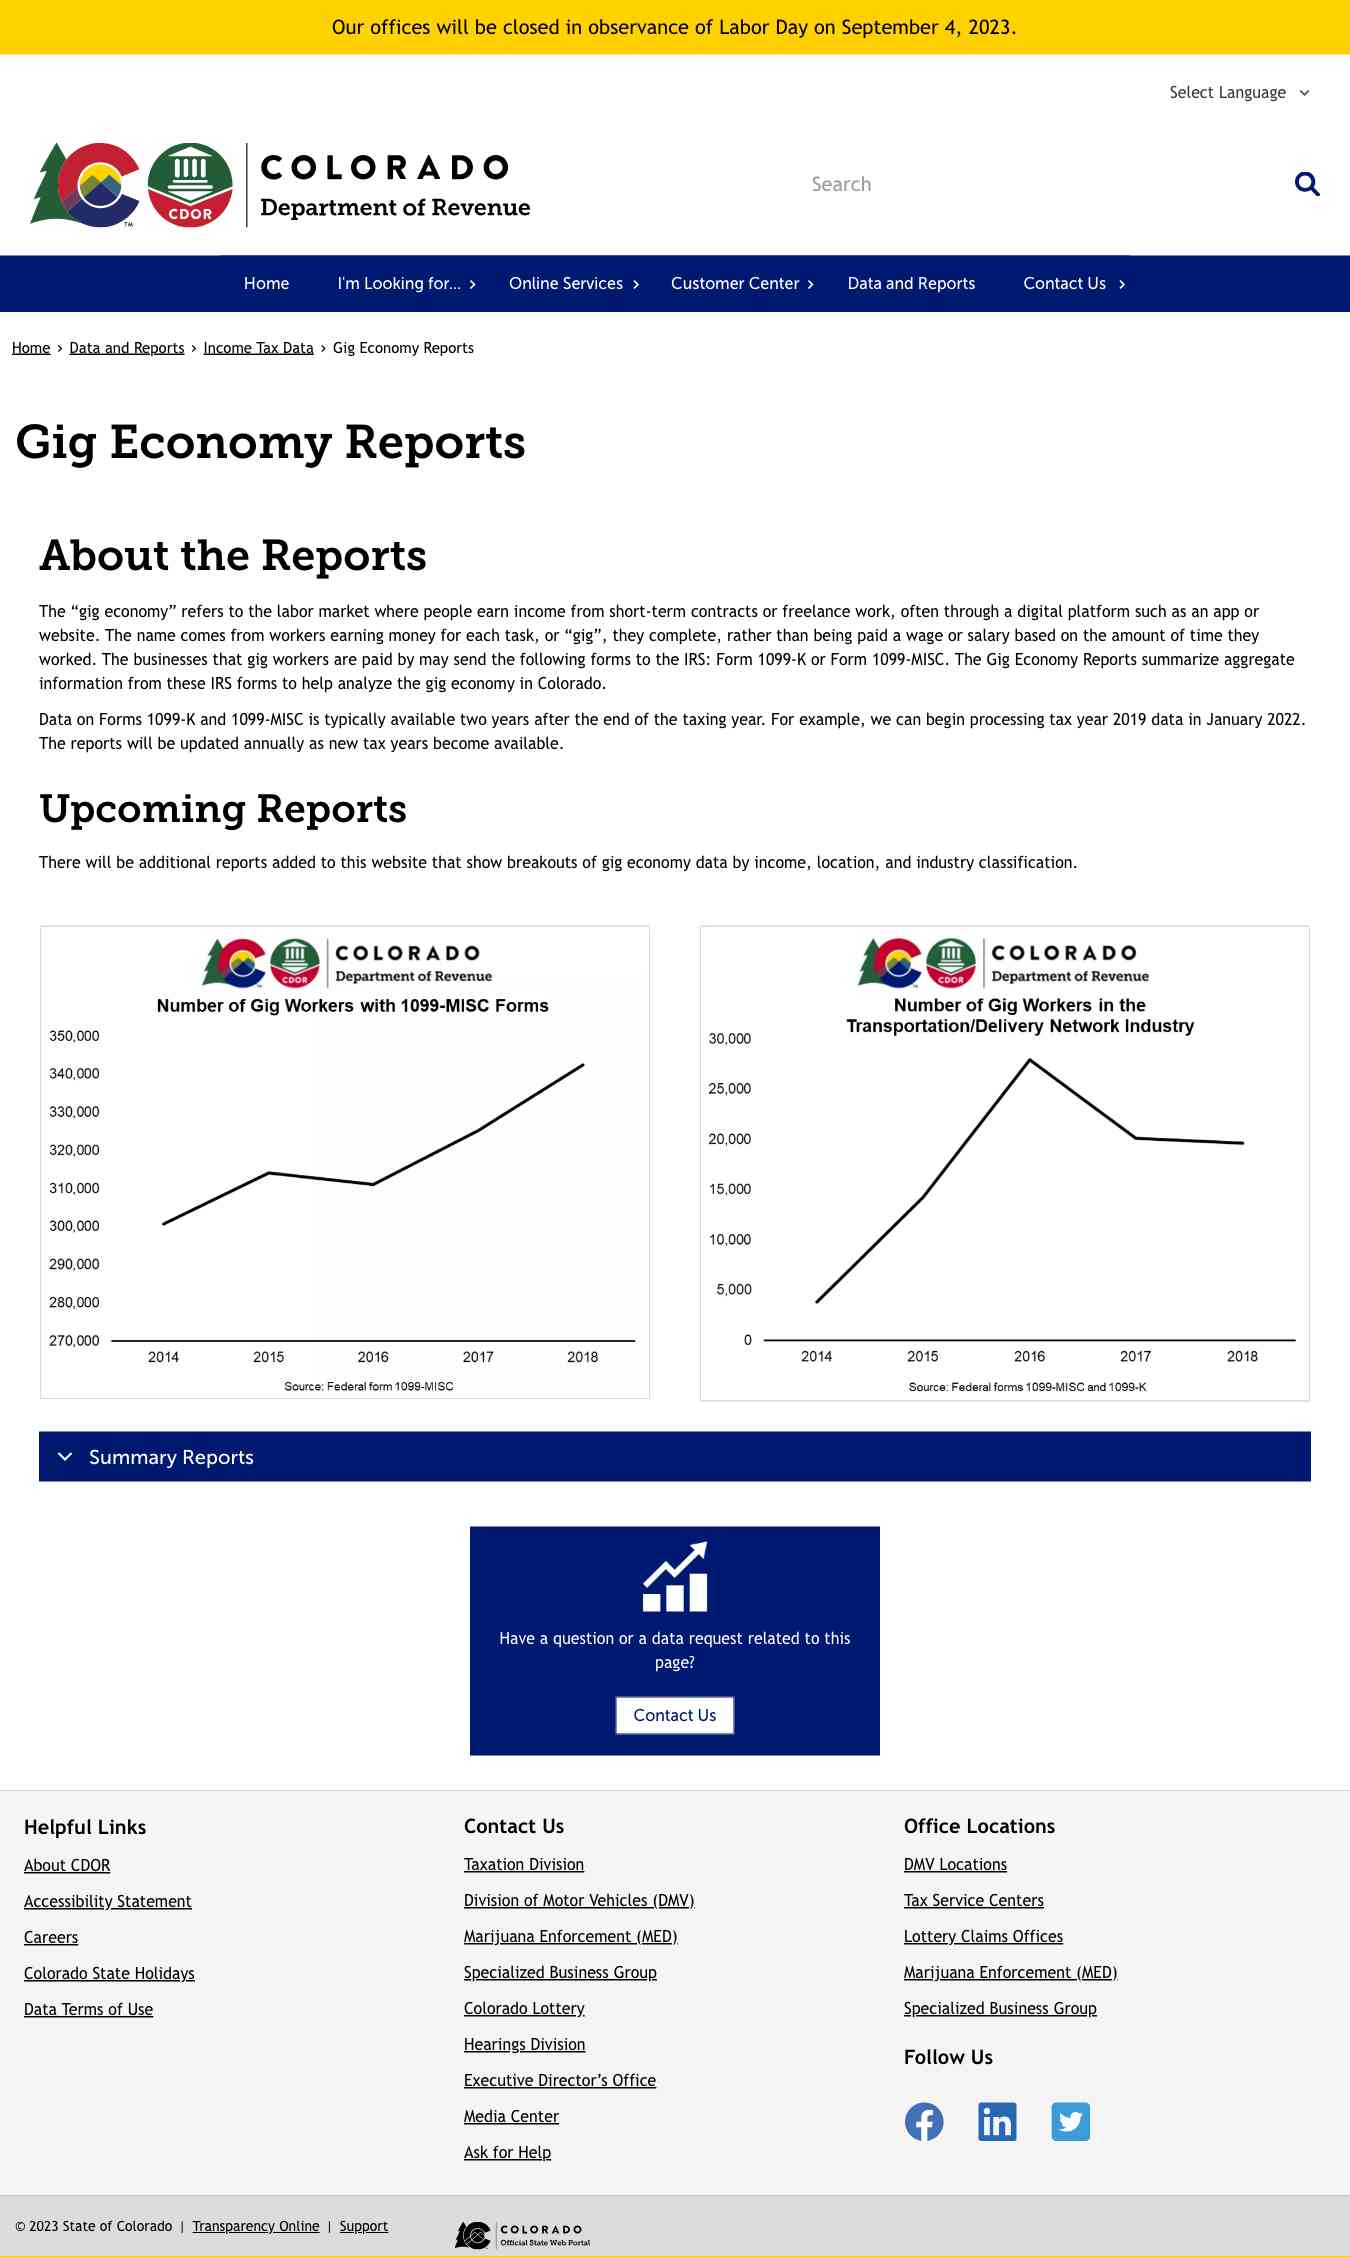 Our offices will be closed in observance of Labor Day on September 4, 2023.
Select Language
CDOR
TM
COLORADO
Department of Revenue
Search
Home
I'm Looking for...
Online Services
Customer Center
Data and Reports
Contact Us
Home › Data and Reports › Income Tax Data › Gig Economy Reports
Gig Economy Reports
About the Reports
The “gig economy” refers to the labor market where people earn income from short-term contracts or freelance work, often through a digital platform such as an app or
website. The name comes from workers earning money for each task, or “gig”, they complete, rather than being paid a wage or salary based on the amount of time they
worked. The businesses that gig workers are paid by may send the following forms to the IRS: Form 1099-K or Form 1099-MISC. The Gig Economy Reports summarize aggregate
information from these IRS forms to help analyze the gig economy in Colorado.
Data on Forms 1099-K and 1099-MISC is typically available two years after the end of the taxing year. For example, we can begin processing tax year 2019 data in January 2022.
The reports will be updated annually as new tax years become available.
Upcoming Reports
There will be additional reports added to this website that show breakouts of gig economy data by income, location, and industry classification.
CDOR
COLORADO
Department of Revenue
Number of Gig Workers with 1099-MISC Forms
350,000
340,000
330,000
320,000
310,000
300,000
290,000
280,000
270,000
2014 2015 2016 2017 2018
Source: Federal form 1099-MISC
CDOR
COLORADO
Department of Revenue
Number of Gig Workers in the
Transportation/Delivery Network Industry
30,000
25,000
20,000
15,000
10,000
5,000
0
2014 2015 2016 2017 2018
Source: Federal forms 1099-MISC and 1099-K
Summary Reports
Have a question or a data request related to this
page?
Contact Us
Helpful Links
About CDOR
Accessibility Statement
Careers
Colorado State Holidays
Data Terms of Use
Contact Us
Taxation Division
Division of Motor Vehicles (DMV)
Marijuana Enforcement (MED)
Specialized Business Group
Colorado Lottery
Hearings Division
Executive Director’s Office
Media Center
Ask for Help
Office Locations
DMV Locations
Tax Service Centers
Lottery Claims Offices
Marijuana Enforcement (MED)
Specialized Business Group
Follow Us
© 2023 State of Colorado | Transparency Online | Support
COLORADO
Official State Web Portal